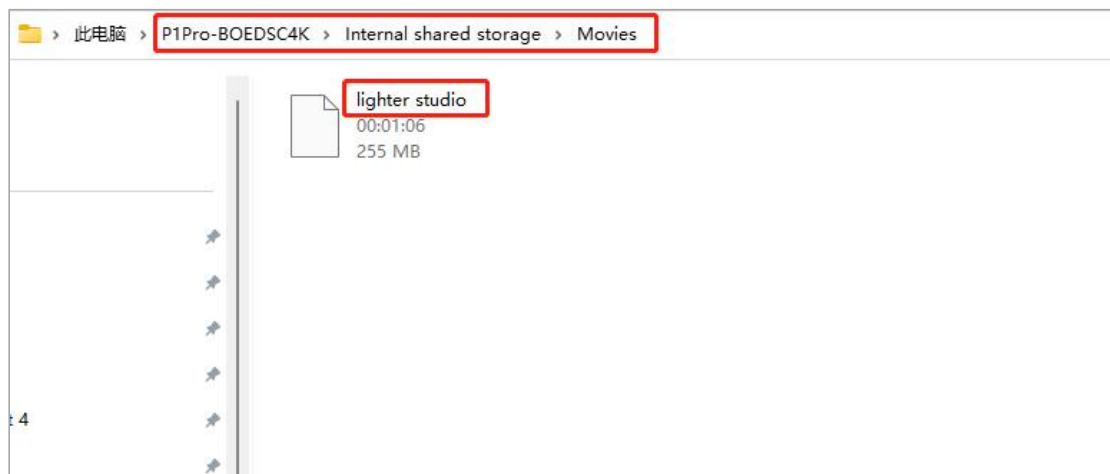 › 此电脑 › P1Pro-BOEDSC4K › Internal shared storage › Movies
lighter studio
00:01:06
255 MB
t 4